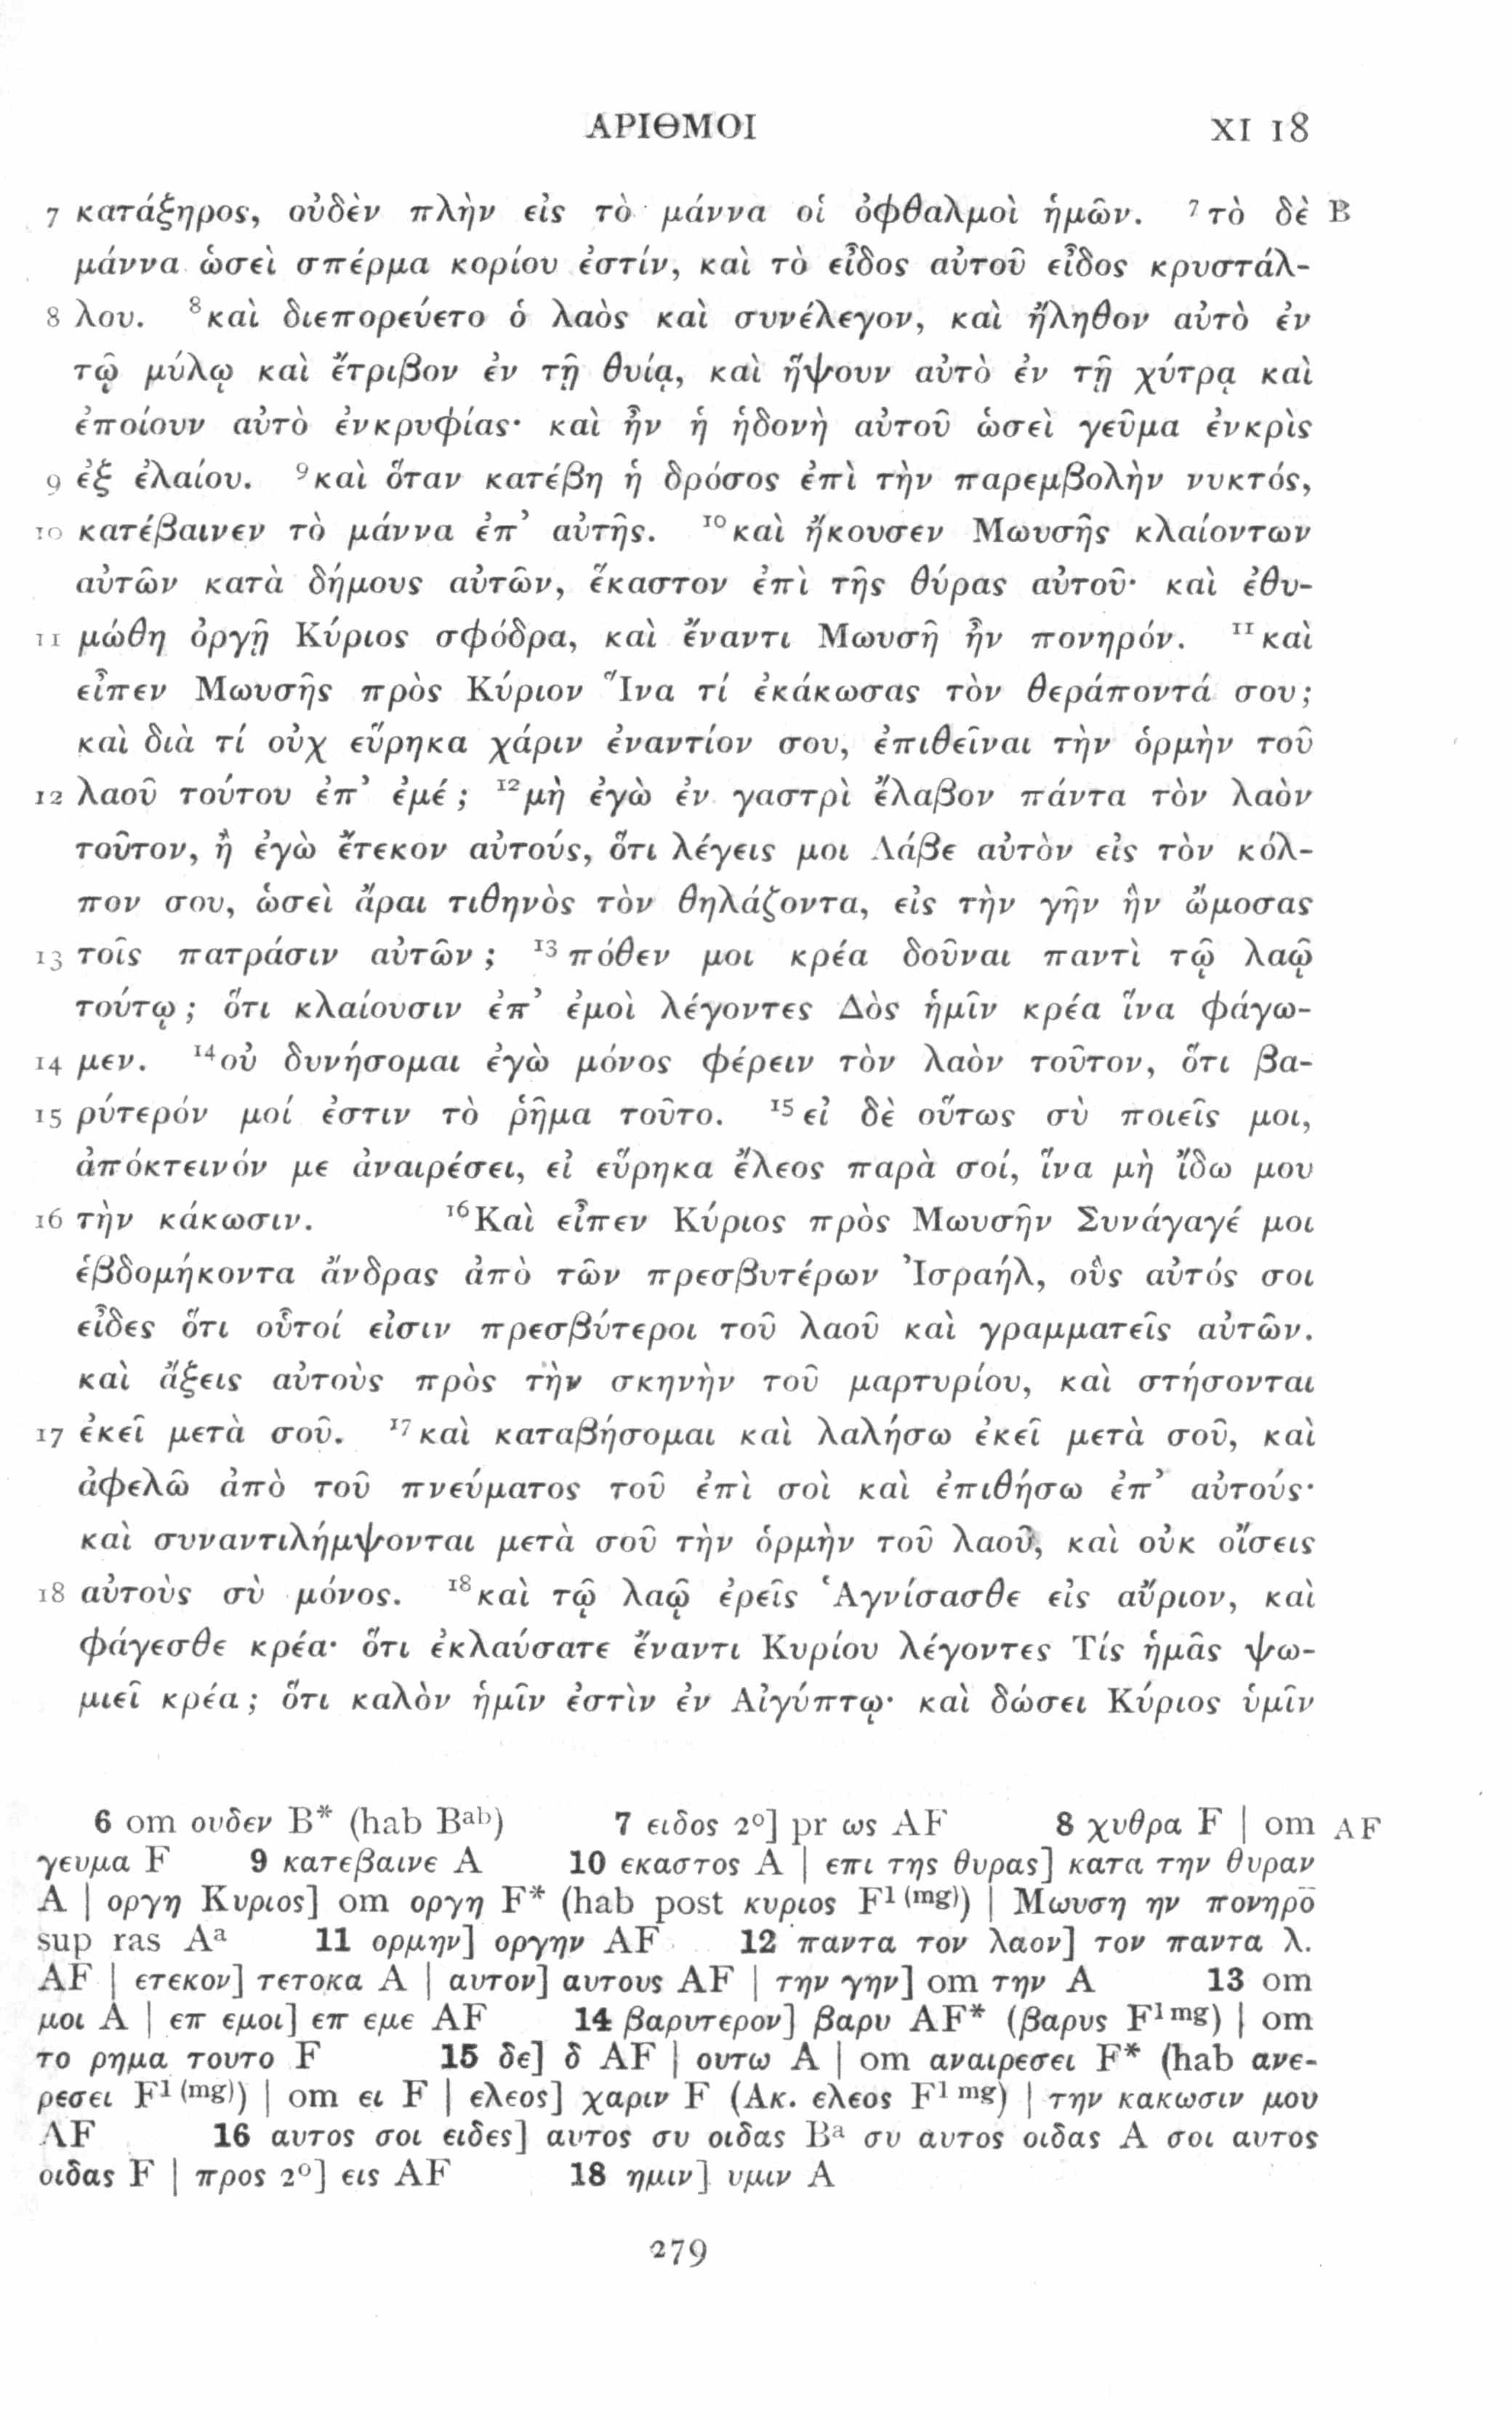 ΑΡΙΘΜΟΙ XI 18
7 κατάξηρος, οὐδὲν πλὴν εἰς τὸ μάννα οἱ ὀφθαλμοὶ ἡμῶν. ⁷τὸ δὲ B
μάννα ὡσεὶ σπέρμα κορίου ἐστίν, καὶ τὸ εἶδος αὐτοῦ εἶδος κρυστάλ-
8 λου. ⁸καὶ διεπορεύετο ὁ λαὸς καὶ συνέλεγον, καὶ ἤληθον αὐτὸ ἐν
τῷ μύλῳ καὶ ἔτριβον ἐν τῇ θυίᾳ, καὶ ἥψουν αὐτὸ ἐν τῇ χύτρᾳ καὶ
ἐποίουν αὐτὸ ἐνκρυφίας· καὶ ἦν ἡ ἡδονὴ αὐτοῦ ὡσεὶ γεῦμα ἐνκρὶς
9 ἐξ ἐλαίου. ⁹καὶ ὅταν κατέβη ἡ δρόσος ἐπὶ τὴν παρεμβολὴν νυκτός,
10 κατέβαινεν τὸ μάννα ἐπ᾽ αὐτῆς. ¹⁰καὶ ἤκουσεν Μωυσῆς κλαίοντων
αὐτῶν κατὰ δήμους αὐτῶν, ἕκαστον ἐπὶ τῆς θύρας αὐτοῦ· καὶ ἐθυ-
11 μώθη ὀργῇ Κύριος σφόδρα, καὶ ἔναντι Μωυσῆ ἦν πονηρόν. ¹¹καὶ
εἶπεν Μωυσῆς πρὸς Κύριον Ἵνα τί ἐκάκωσας τὸν θεράποντά σου;
καὶ διὰ τί οὐχ εὕρηκα χάριν ἐναντίον σου, ἐπιθεῖναι τὴν ὁρμὴν τοῦ
12 λαοῦ τούτου ἐπ᾽ ἐμέ; ¹²μὴ ἐγὼ ἐν γαστρὶ ἔλαβον πάντα τὸν λαὸν
τοῦτον, ἢ ἐγὼ ἔτεκον αὐτούς, ὅτι λέγεις μοι Λάβε αὐτὸν εἰς τὸν κόλ-
πον σου, ὡσεὶ ἄραι τιθηνὸς τὸν θηλάζοντα, εἰς τὴν γῆν ἣν ὤμοσας
13 τοῖς πατράσιν αὐτῶν; ¹³πόθεν μοι κρέα δοῦναι παντὶ τῷ λαῷ
τούτῳ; ὅτι κλαίουσιν ἐπ᾽ ἐμοὶ λέγοντες Δὸς ἡμῖν κρέα ἵνα φάγω-
14 μεν. ¹⁴οὐ δυνήσομαι ἐγὼ μόνος φέρειν τὸν λαὸν τοῦτον, ὅτι βα-
15 ρύτερόν μοί ἐστιν τὸ ῥῆμα τοῦτο. ¹⁵εἰ δὲ οὕτως σὺ ποιεῖς μοι,
ἀπόκτεινόν με ἀναιρέσει, εἰ εὕρηκα ἔλεος παρὰ σοί, ἵνα μὴ ἴδω μου
16 τὴν κάκωσιν. ¹⁶Καὶ εἶπεν Κύριος πρὸς Μωυσῆν Συνάγαγέ μοι
ἑβδομήκοντα ἄνδρας ἀπὸ τῶν πρεσβυτέρων Ἰσραήλ, οὓς αὐτός σοι
εἶδες ὅτι οὗτοί εἰσιν πρεσβύτεροι τοῦ λαοῦ καὶ γραμματεῖς αὐτῶν.
καὶ ἄξεις αὐτοὺς πρὸς τὴν σκηνὴν τοῦ μαρτυρίου, καὶ στήσονται
17 ἐκεῖ μετὰ σοῦ. ¹⁷καὶ καταβήσομαι καὶ λαλήσω ἐκεῖ μετὰ σοῦ, καὶ
ἀφελῶ ἀπὸ τοῦ πνεύματος τοῦ ἐπὶ σοὶ καὶ ἐπιθήσω ἐπ᾽ αὐτούς·
καὶ συναντιλήμψονται μετὰ σοῦ τὴν ὁρμὴν τοῦ λαοῦ, καὶ οὐκ οἴσεις
18 αὐτοὺς σὺ μόνος. ¹⁸καὶ τῷ λαῷ ἐρεῖς Ἁγνίσασθε εἰς αὔριον, καὶ
φάγεσθε κρέα· ὅτι ἐκλαύσατε ἔναντι Κυρίου λέγοντες Τίς ἡμᾶς ψω-
μιεῖ κρέα; ὅτι καλὸν ἡμῖν ἐστὶν ἐν Αἰγύπτῳ· καὶ δώσει Κύριος ὑμῖν
6 om ουδεν B* (hab Bᵃᵇ) 7 ειδος 2º] pr ως AF 8 χυθρα F | om AF
γευμα F 9 κατεβαινε A 10 εκαστος A | επι της θυρας] κατα την θυραν
A | οργη Κυριος] om οργη F* (hab post κυριος F¹⁽ᵐᵍ⁾) | Μωυση ην πονηρο̄
sup ras Aᵃ 11 ορμην] οργην AF 12 παντα τον λαον] τον παντα λ.
AF | ετεκον] τετοκα A | αυτον] αυτους AF | την γην] om την A 13 om
μοι A | επ εμοι] επ εμε AF 14 βαρυτερον] βαρυ AF* (βαρυς F¹ᵐᵍ) | om
το ρημα τουτο F 15 δε] δ AF | ουτω A | om αναιρεσει F* (hab ανε-
ρεσει F¹⁽ᵐᵍ⁾) | om ει F | ελεος] χαριν F (Ακ. ελεος F¹ᵐᵍ) | την κακωσιν μου
AF 16 αυτος σοι ειδες] αυτος συ οιδας Bᵃ συ αυτος οιδας A σοι αυτος
οιδας F | προς 2º] εις AF 18 ημιν] υμιν A
279